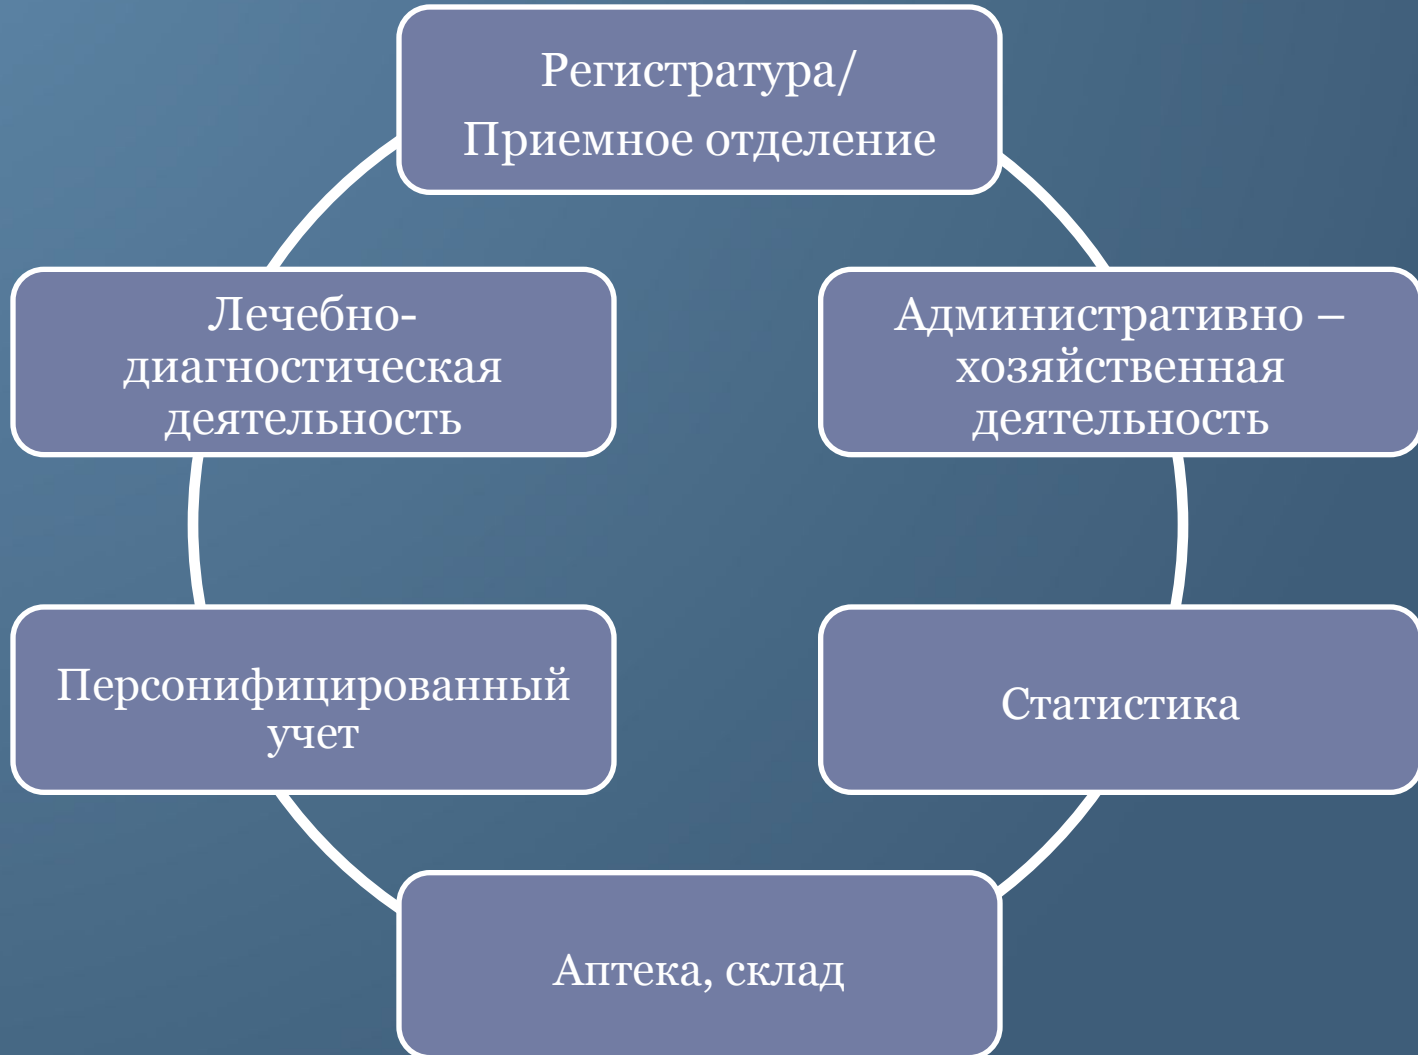 Регистратура/
Приемное отделение
Лечебно-
диагностическая
деятельность
Административно –
хозяйственная
деятельность
Персонифицированный
учет
Статистика
Аптека, склад